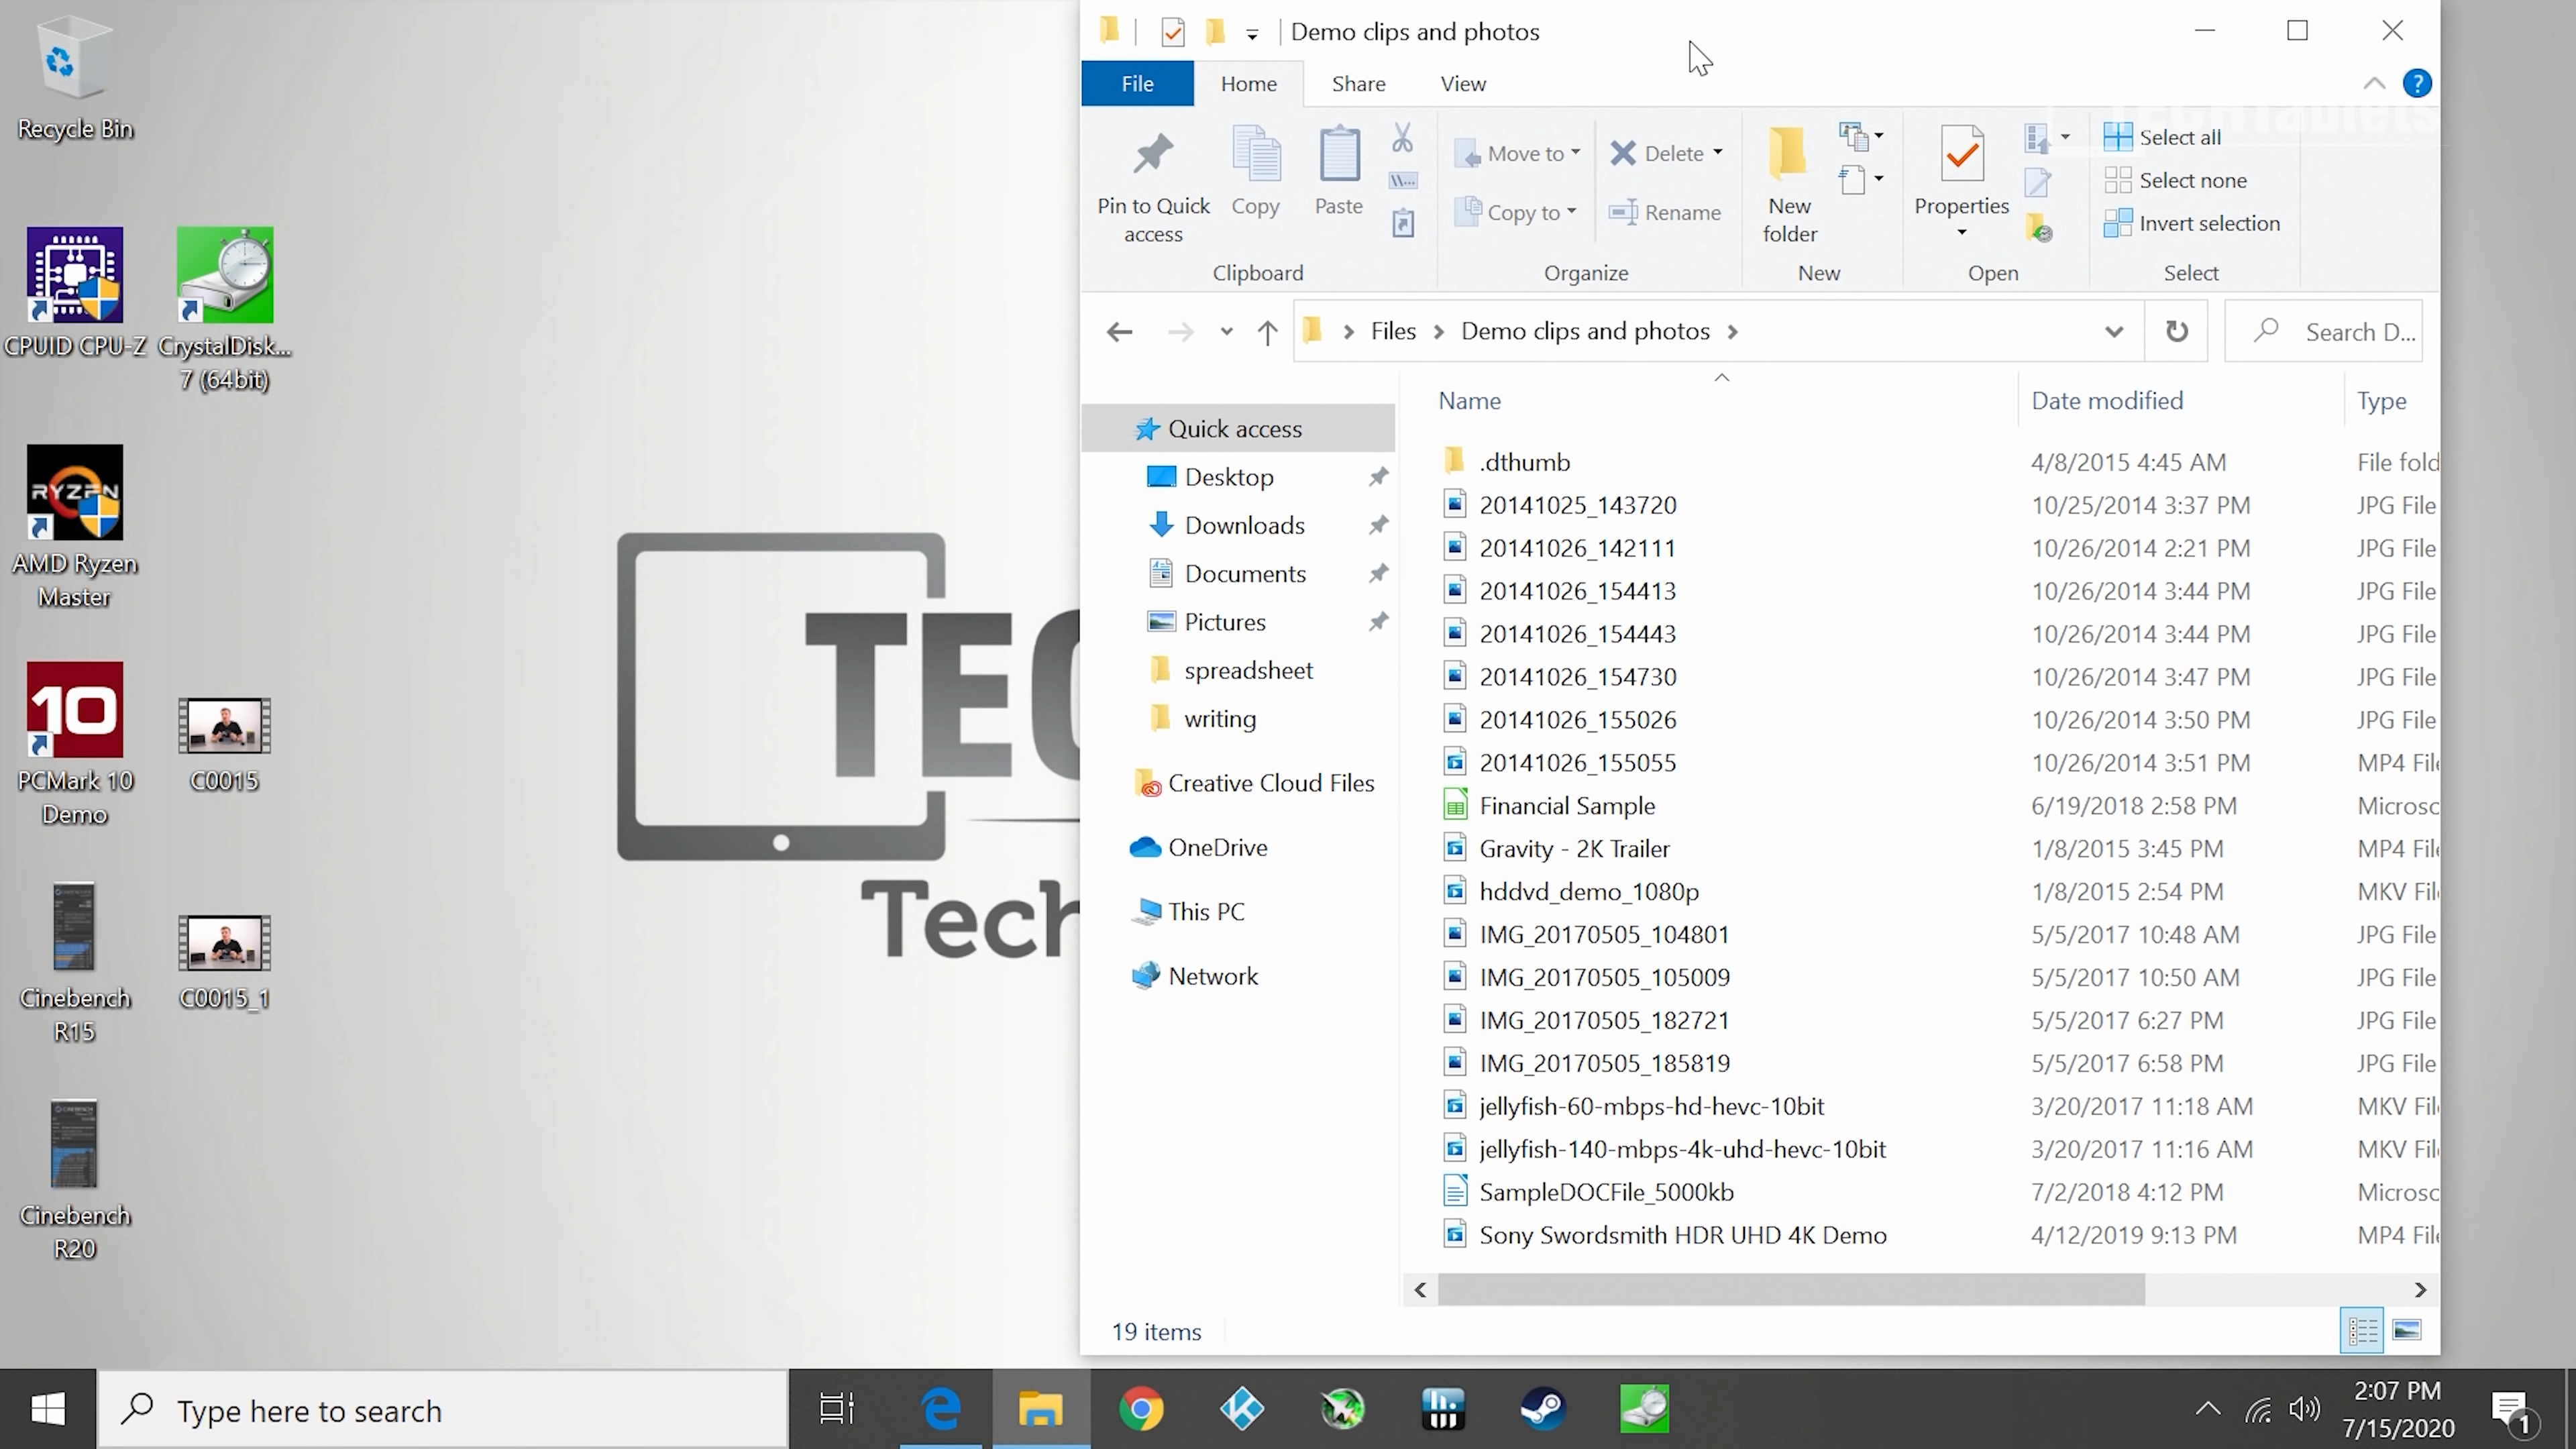 Recycle Bin
CPUID CPU-Z
CrystalDisk...
7 (64bit)
AMD Ryzen
Master
RYZEN
10
PCMark 10
Demo
C0015
Cinebench
R15
C0015_1
Cinebench
R20
TEC
Tech
Demo clips and photos
File
Home
Share
View
TECHTablets
Pin to Quick
access
Copy
Paste
Move to
Copy to
Delete
Rename
New
folder
Properties
Select all
Select none
Invert selection
Clipboard
Organize
New
Open
Select
Files
Demo clips and photos
Search D...
Quick access
Desktop
Downloads
Documents
Pictures
spreadsheet
writing
Creative Cloud Files
OneDrive
This PC
Network
Name Date modified Type
.dthumb 4/8/2015 4:45 AM File fold
20141025_143720 10/25/2014 3:37 PM JPG File
20141026_142111 10/26/2014 2:21 PM JPG File
20141026_154413 10/26/2014 3:44 PM JPG File
20141026_154443 10/26/2014 3:44 PM JPG File
20141026_154730 10/26/2014 3:47 PM JPG File
20141026_155026 10/26/2014 3:50 PM JPG File
20141026_155055 10/26/2014 3:51 PM MP4 File
Financial Sample 6/19/2018 2:58 PM Microsc
Gravity - 2K Trailer 1/8/2015 3:45 PM MP4 File
hddvd_demo_1080p 1/8/2015 2:54 PM MKV File
IMG_20170505_104801 5/5/2017 10:48 AM JPG File
IMG_20170505_105009 5/5/2017 10:50 AM JPG File
IMG_20170505_182721 5/5/2017 6:27 PM JPG File
IMG_20170505_185819 5/5/2017 6:58 PM JPG File
jellyfish-60-mbps-hd-hevc-10bit 3/20/2017 11:18 AM MKV File
jellyfish-140-mbps-4k-uhd-hevc-10bit 3/20/2017 11:16 AM MKV File
SampleDOCFile_5000kb 7/2/2018 4:12 PM Microsc
Sony Swordsmith HDR UHD 4K Demo 4/12/2019 9:13 PM MP4 File
19 items
Type here to search
2:07 PM
7/15/2020
1